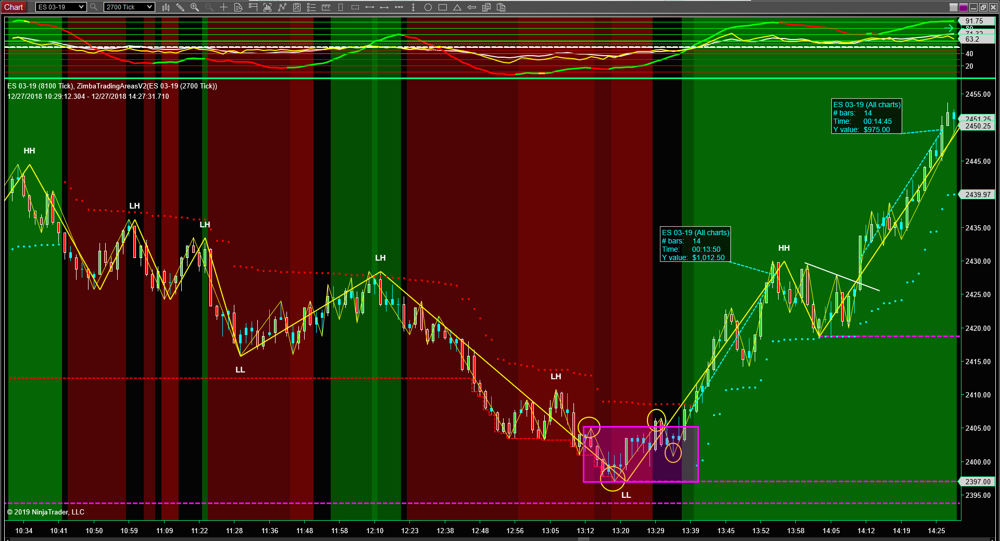 Chart ES 03-19 2700 Tick
91.75
80
71.32
63.2
40
20
ES 03-19 (8100 Tick), ZimbaTradingAreasV2(ES 03-19 (2700 Tick))
12/27/2018 10:29:12.304 - 12/27/2018 14:27:31.710
2455.00
ES 03-19 (All charts)
# bars: 14
Time: 00:14:45
Y value: $975.00
2451.25
2450.25
HH
2445.00
2439.97
LH
LH
2435.00
ES 03-19 (All charts)
# bars: 14
Time: 00:13:50
Y value: $1,012.50
HH
LH
2430.00
2425.00
2420.00
2415.00
LL
LH
2410.00
2405.00
2400.00
2397.00
LL
2395.00
© 2019 NinjaTrader, LLC
10:34 10:41 10:50 10:59 11:09 11:22 11:28 11:36 11:48 11:58 12:10 12:23 12:38 12:48 12:56 13:05 13:12 13:20 13:29 13:39 13:45 13:52 13:58 14:05 14:12 14:19 14:25